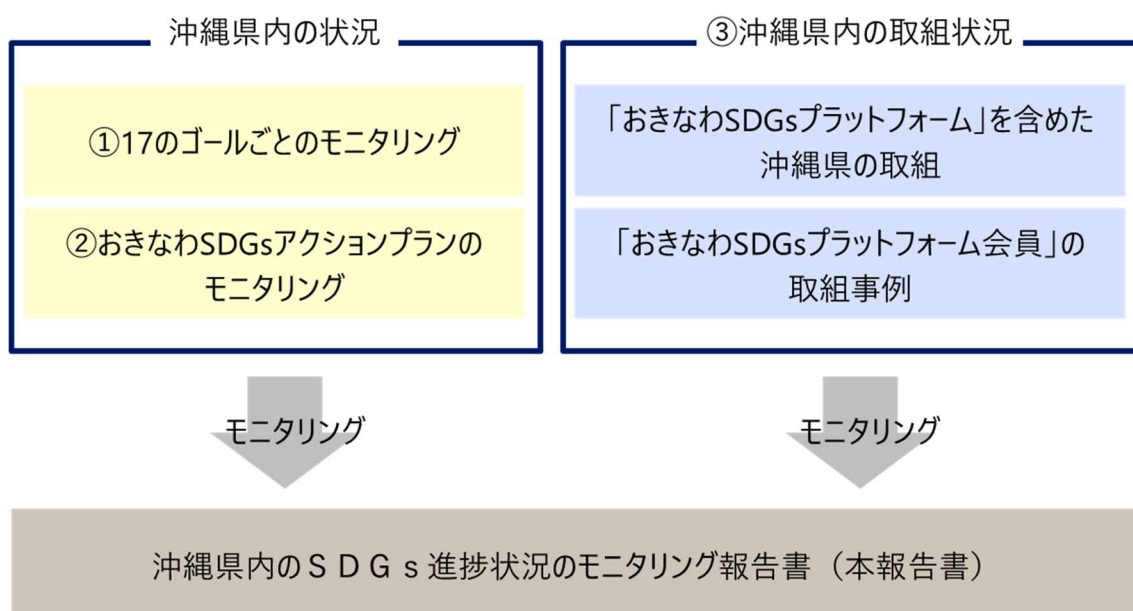 沖縄県内の状況
①17のゴールごとのモニタリング
②おきなわSDGsアクションプランの
モニタリング
③沖縄県内の取組状況
「おきなわSDGsプラットフォーム」を含めた
沖縄県の取組
「おきなわSDGsプラットフォーム会員」の
取組事例
モニタリング
モニタリング
沖縄県内のＳＤＧｓ進捗状況のモニタリング報告書（本報告書）